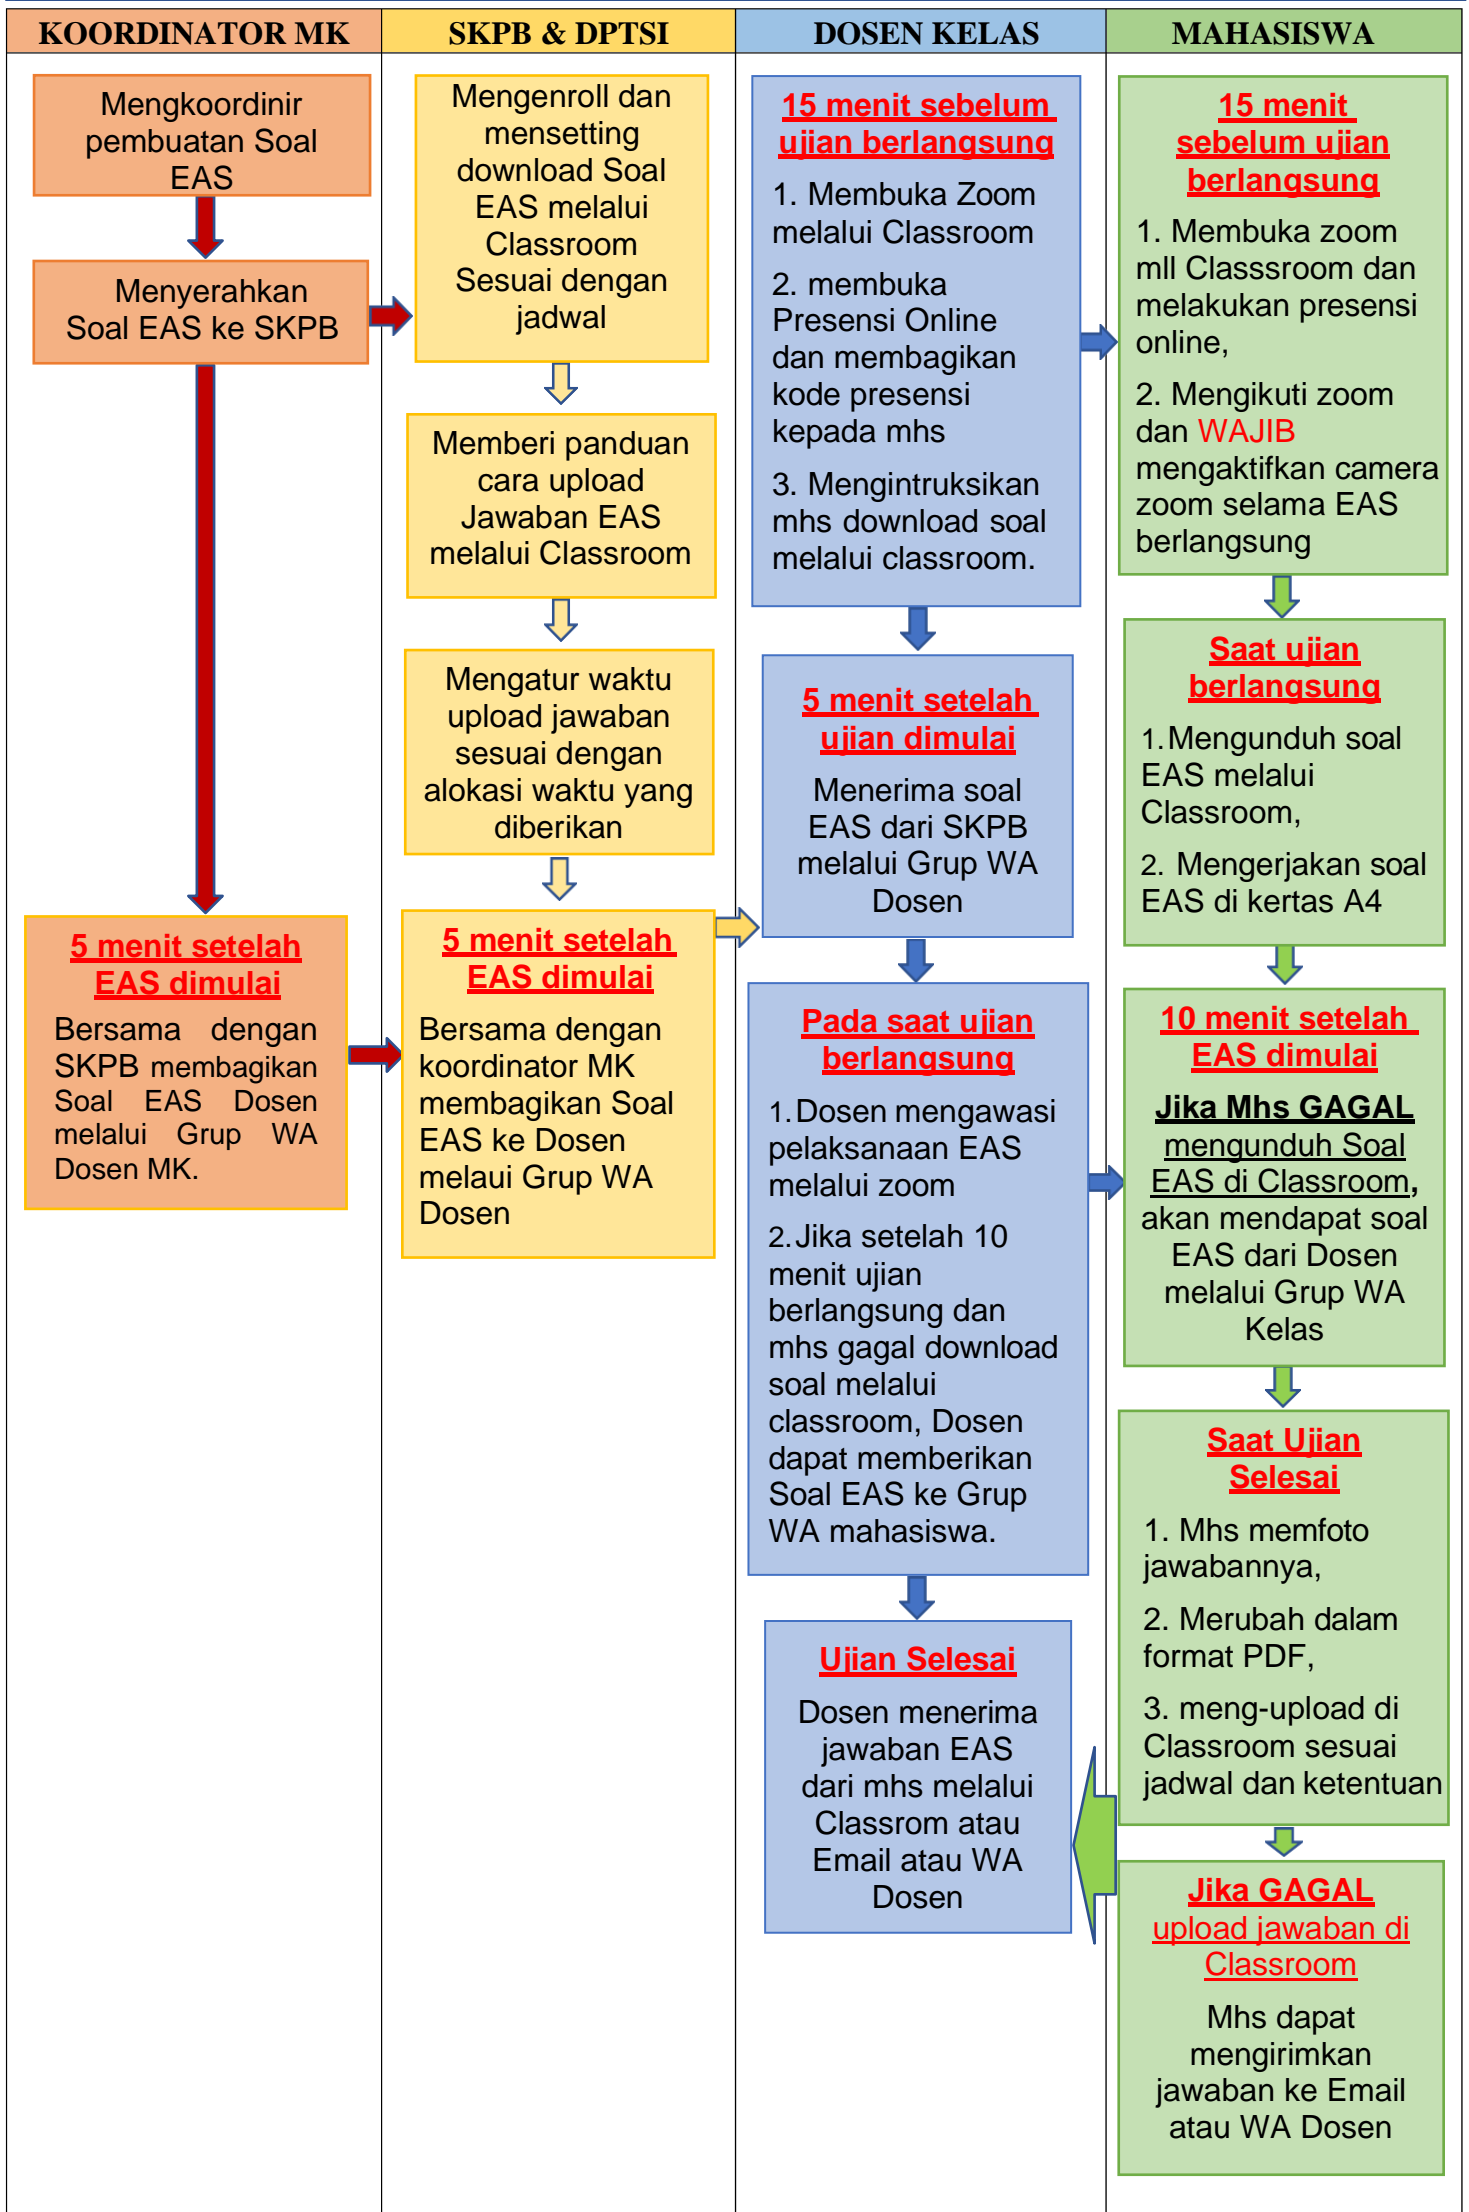 KOORDINATOR MK
Mengkoordinir
pembuatan Soal
EAS
Menyerahkan
Soal EAS ke SKPB
5 menit setelah
EAS dimulai
Bersama dengan
SKPB membagikan
Soal EAS Dosen
melalui Grup WA
Dosen MK.
SKPB & DPTSI
Mengenroll dan
mensetting
download Soal
EAS melalui
Classroom
Sesuai dengan
jadwal
Memberi panduan
cara upload
Jawaban EAS
melalui Classroom
Mengatur waktu
upload jawaban
sesuai dengan
alokasi waktu yang
diberikan
5 menit setelah
EAS dimulai
Bersama dengan
koordinator MK
membagikan Soal
EAS ke Dosen
melaui Grup WA
Dosen
DOSEN KELAS
15 menit sebelum
ujian berlangsung
1. Membuka Zoom
melalui Classroom
2. membuka
Presensi Online
dan membagikan
kode presensi
kepada mhs
3. Mengintruksikan
mhs download soal
melalui classroom.
5 menit setelah
ujian dimulai
Menerima soal
EAS dari SKPB
melalui Grup WA
Dosen
Pada saat ujian
berlangsung
1.Dosen mengawasi
pelaksanaan EAS
melalui zoom
2.Jika setelah 10
menit ujian
berlangsung dan
mhs gagal download
soal melalui
classroom, Dosen
dapat memberikan
Soal EAS ke Grup
WA mahasiswa.
Ujian Selesai
Dosen menerima
jawaban EAS
dari mhs melalui
Classrom atau
Email atau WA
Dosen
MAHASISWA
15 menit
sebelum ujian
berlangsung
1. Membuka zoom
mll Classsroom dan
melakukan presensi
online,
2. Mengikuti zoom
dan WAJIB
mengaktifkan camera
zoom selama EAS
berlangsung
Saat ujian
berlangsung
1.Mengunduh soal
EAS melalui
Classroom,
2. Mengerjakan soal
EAS di kertas A4
10 menit setelah
EAS dimulai
Jika Mhs GAGAL
mengunduh Soal
EAS di Classroom,
akan mendapat soal
EAS dari Dosen
melalui Grup WA
Kelas
Saat Ujian
Selesai
1. Mhs memfoto
jawabannya,
2. Merubah dalam
format PDF,
3. meng-upload di
Classroom sesuai
jadwal dan ketentuan
Jika GAGAL
upload jawaban di
Classroom
Mhs dapat
mengirimkan
jawaban ke Email
atau WA Dosen